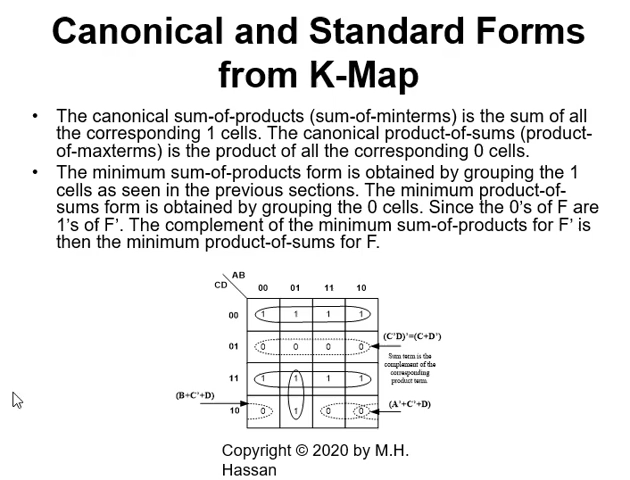 Canonical and Standard Forms
from K-Map
• The canonical sum-of-products (sum-of-minterms) is the sum of all
the corresponding 1 cells. The canonical product-of-sums (product-
of-maxterms) is the product of all the corresponding 0 cells.
• The minimum sum-of-products form is obtained by grouping the 1
cells as seen in the previous sections. The minimum product-of-
sums form is obtained by grouping the 0 cells. Since the 0’s of F are
1’s of F’. The complement of the minimum sum-of-products for F’ is
then the minimum product-of-sums for F.
AB
CD
00 01 11 10
00 1 1 1 1
(C'D)'=(C+D')
01 0 0 0 0
Sum term is the
complement of the
corresponding
product term.
11 1 1 1 1
(B+C'+D)
10 0 1 0 0
(A'+C'+D)
Copyright © 2020 by M.H.
Hassan